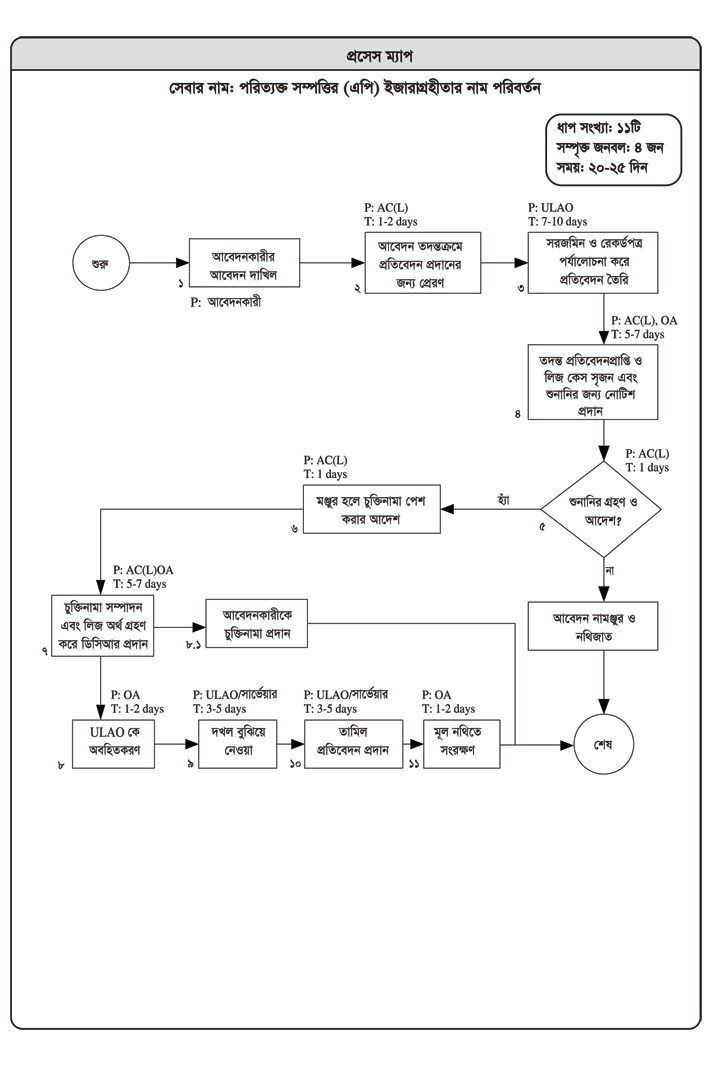 প্রসেস ম্যাপ
সেবার নাম: পরিত্যক্ত সম্পত্তির (এপি) ইজারাগ্রহীতার নাম পরিবর্তন
ধাপ সংখ্যা: ১১টি
সম্পৃক্ত জনবল: ৪ জন
সময়: ২০-২৫ দিন
শুরু
আবেদনকারীর
আবেদন দাখিল
১
P: আবেদনকারী
P: AC(L)
T: 1-2 days
আবেদন তদন্তক্রমে
প্রতিবেদন প্রদানের
জন্য প্রেরণ
২
P: ULAO
T: 7-10 days
সরজমিন ও রেকর্ডপত্র
পর্যালোচনা করে
প্রতিবেদন তৈরি
৩
P: AC(L), OA
T: 5-7 days
তদন্ত প্রতিবেদনপ্রাপ্তি ও
লিজ কেস সৃজন এবং
শুনানির জন্য নোটিশ
প্রদান
৪
P: AC(L)
T: 1 days
শুনানির গ্রহণ ও
আদেশ?
৫
হ্যাঁ
না
P: AC(L)
T: 1 days
মঞ্জুর হলে চুক্তিনামা পেশ
করার আদেশ
৬
P: AC(L)OA
T: 5-7 days
চুক্তিনামা সম্পাদন
এবং লিজ অর্থ গ্রহণ
করে ডিসিআর প্রদান
৭
আবেদনকারীকে
চুক্তিনামা প্রদান
৮.১
আবেদন নামঞ্জুর ও
নথিজাত
P: OA
T: 1-2 days
ULAO কে
অবহিতকরণ
৮
P: ULAO/সার্ভেয়ার
T: 3-5 days
দখল বুঝিয়ে
নেওয়া
৯
P: ULAO/সার্ভেয়ার
T: 3-5 days
তামিল
প্রতিবেদন প্রদান
১০
P: OA
T: 1-2 days
মূল নথিতে
সংরক্ষণ
১১
শেষ